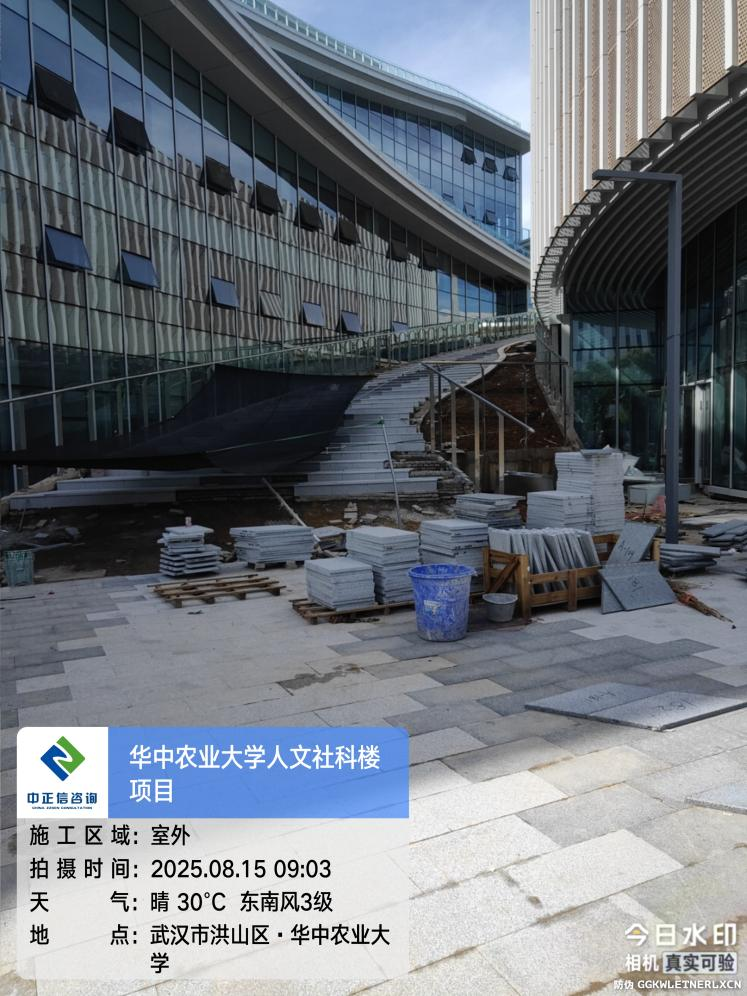 华中农业大学人文社科楼
项目
中正信咨询
CHINA ZZXIN CONSULTATION
施工区域：室外
拍摄时间：2025.08.15 09:03
天气：晴 30℃ 东南风3级
地点：武汉市洪山区·华中农业大
学
今日水印
相机 真实可验
防伪 GGKWLETNERLXCN